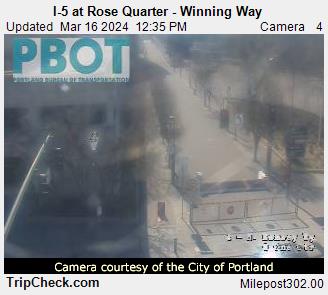 I-5 at Rose Quarter - Winning Way
Updated Mar 16 2024 12:35 PM Camera 4
PBOT
PORTLAND BUREAU OF TRANSPORTATION
Camera courtesy of the City of Portland
TripCheck.com Milepost302.00